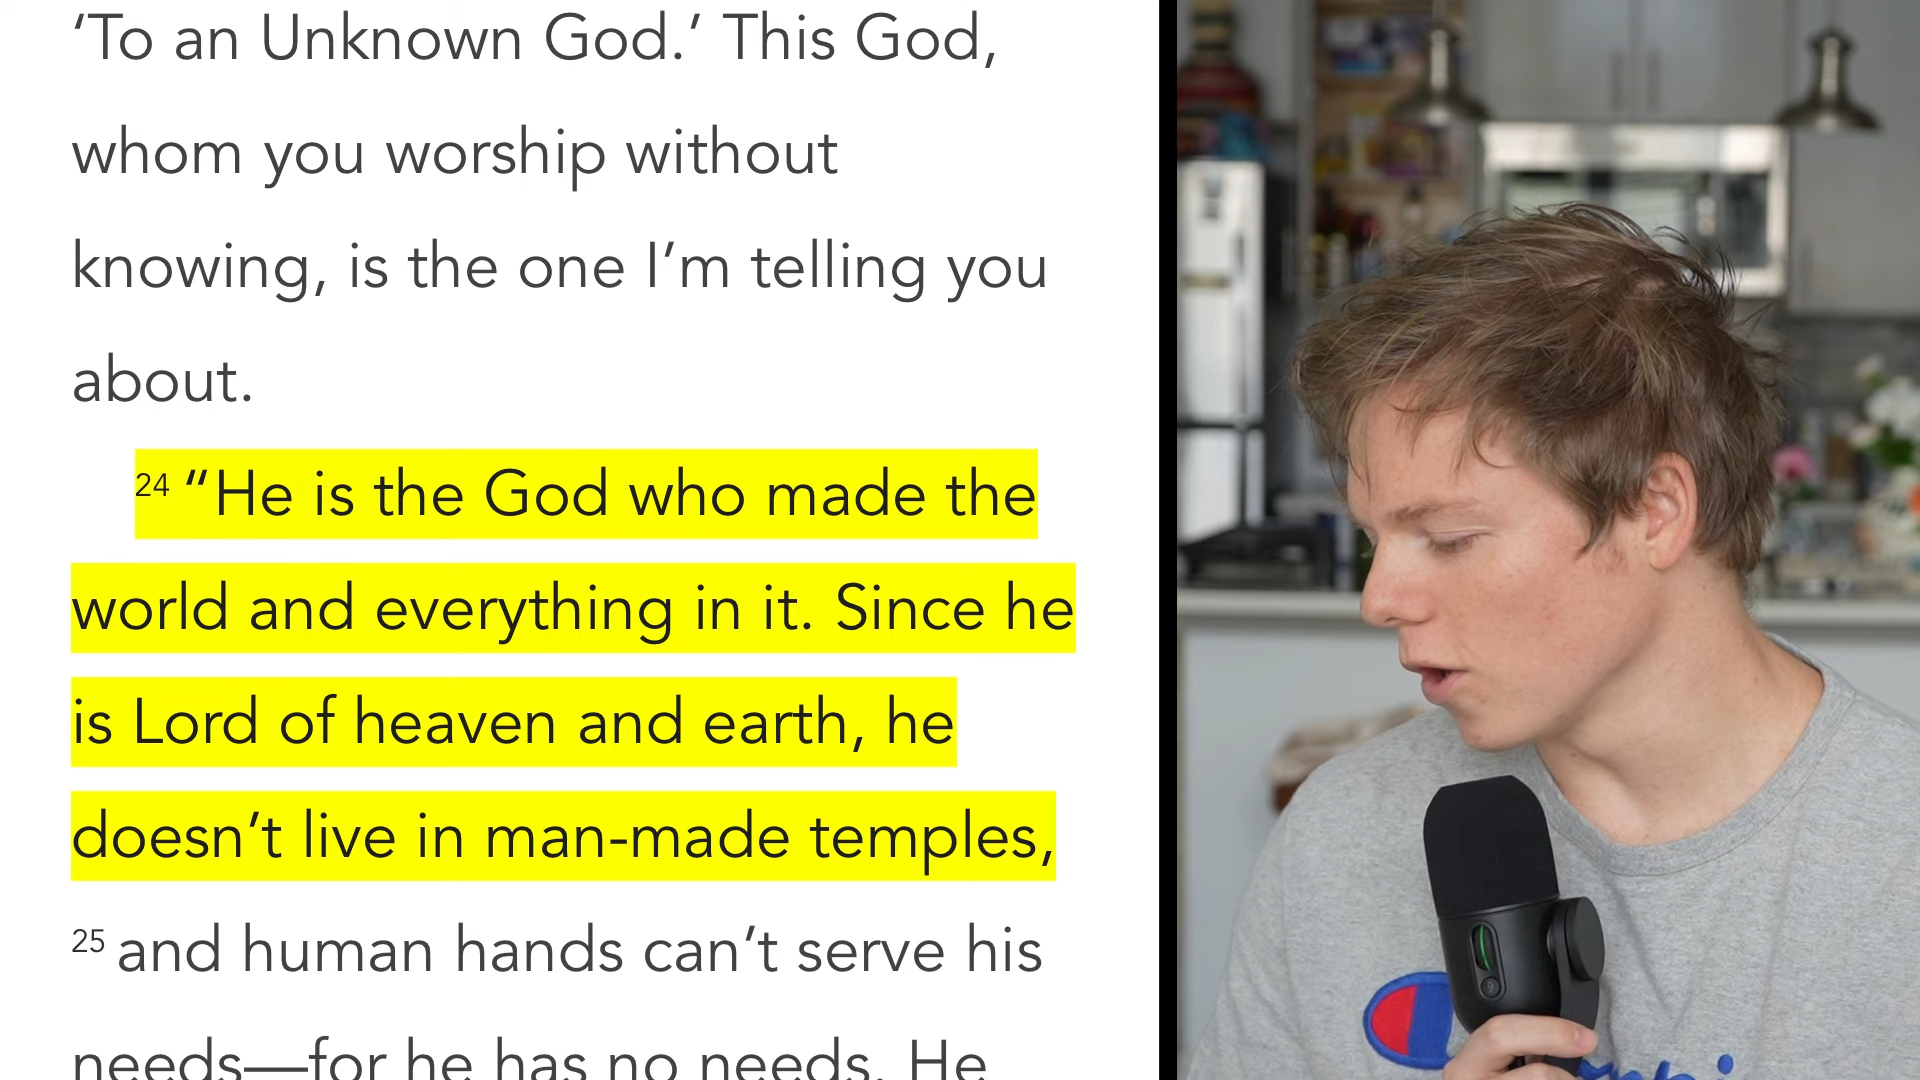 ‘To an Unknown God.’ This God,
whom you worship without
knowing, is the one I’m telling you
about.
24 “He is the God who made the
world and everything in it. Since he
is Lord of heaven and earth, he
doesn’t live in man-made temples,
25 and human hands can’t serve his
needs—for he has no needs. He